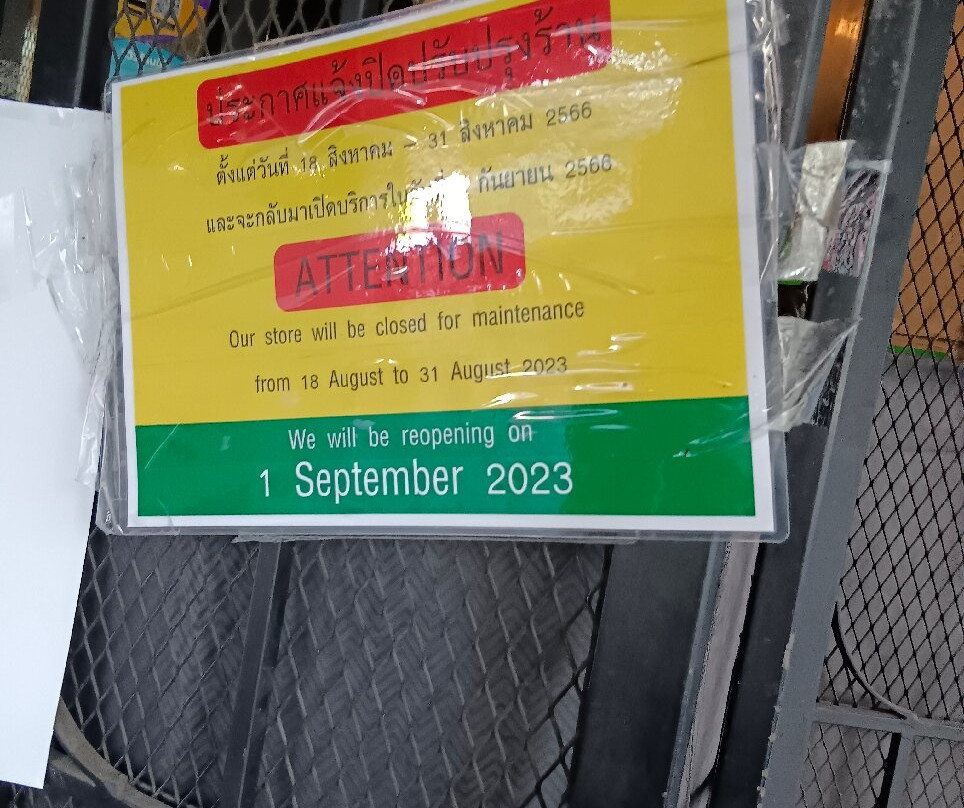 ประกาศแจ้งปิดปรับปรุงร้าน
ตั้งแต่วันที่ 18 สิงหาคม - 31 สิงหาคม 2566
และจะกลับมาเปิดบริการใน กันยายน 2566
ATTENTION
Our store will be closed for maintenance
from 18 August to 31 August 2023
We will be reopening on
1 September 2023